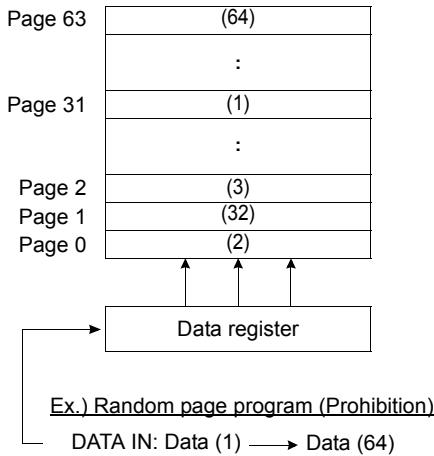 Page 63 (64)
:
Page 31 (1)
:
Page 2 (3)
Page 1 (32)
Page 0 (2)
Data register
Ex.) Random page program (Prohibition)
DATA IN: Data (1) → Data (64)